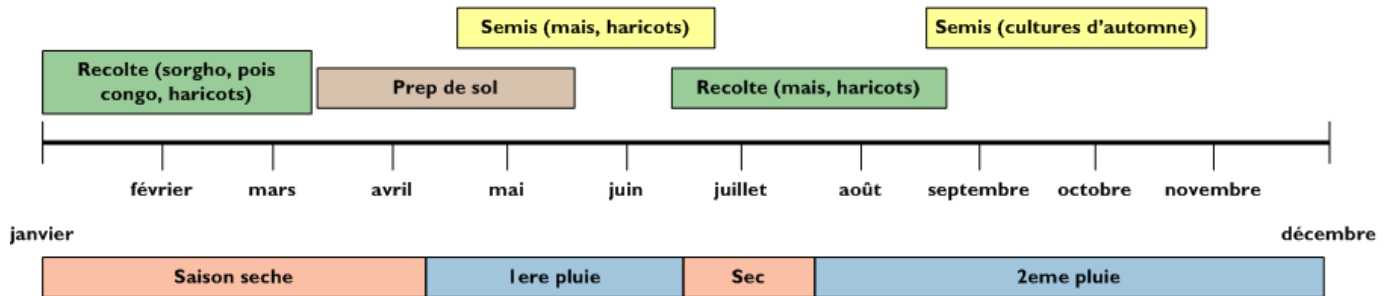 Semis (mais, haricots)
Semis (cultures d'automne)
Recolte (sorgho, pois
congo, haricots)
Prep de sol
Recolte (mais, haricots)
février
mars
avril
mai
juin
juillet
août
septembre
octobre
novembre
janvier
décembre
Saison seche
1ere pluie
Sec
2eme pluie